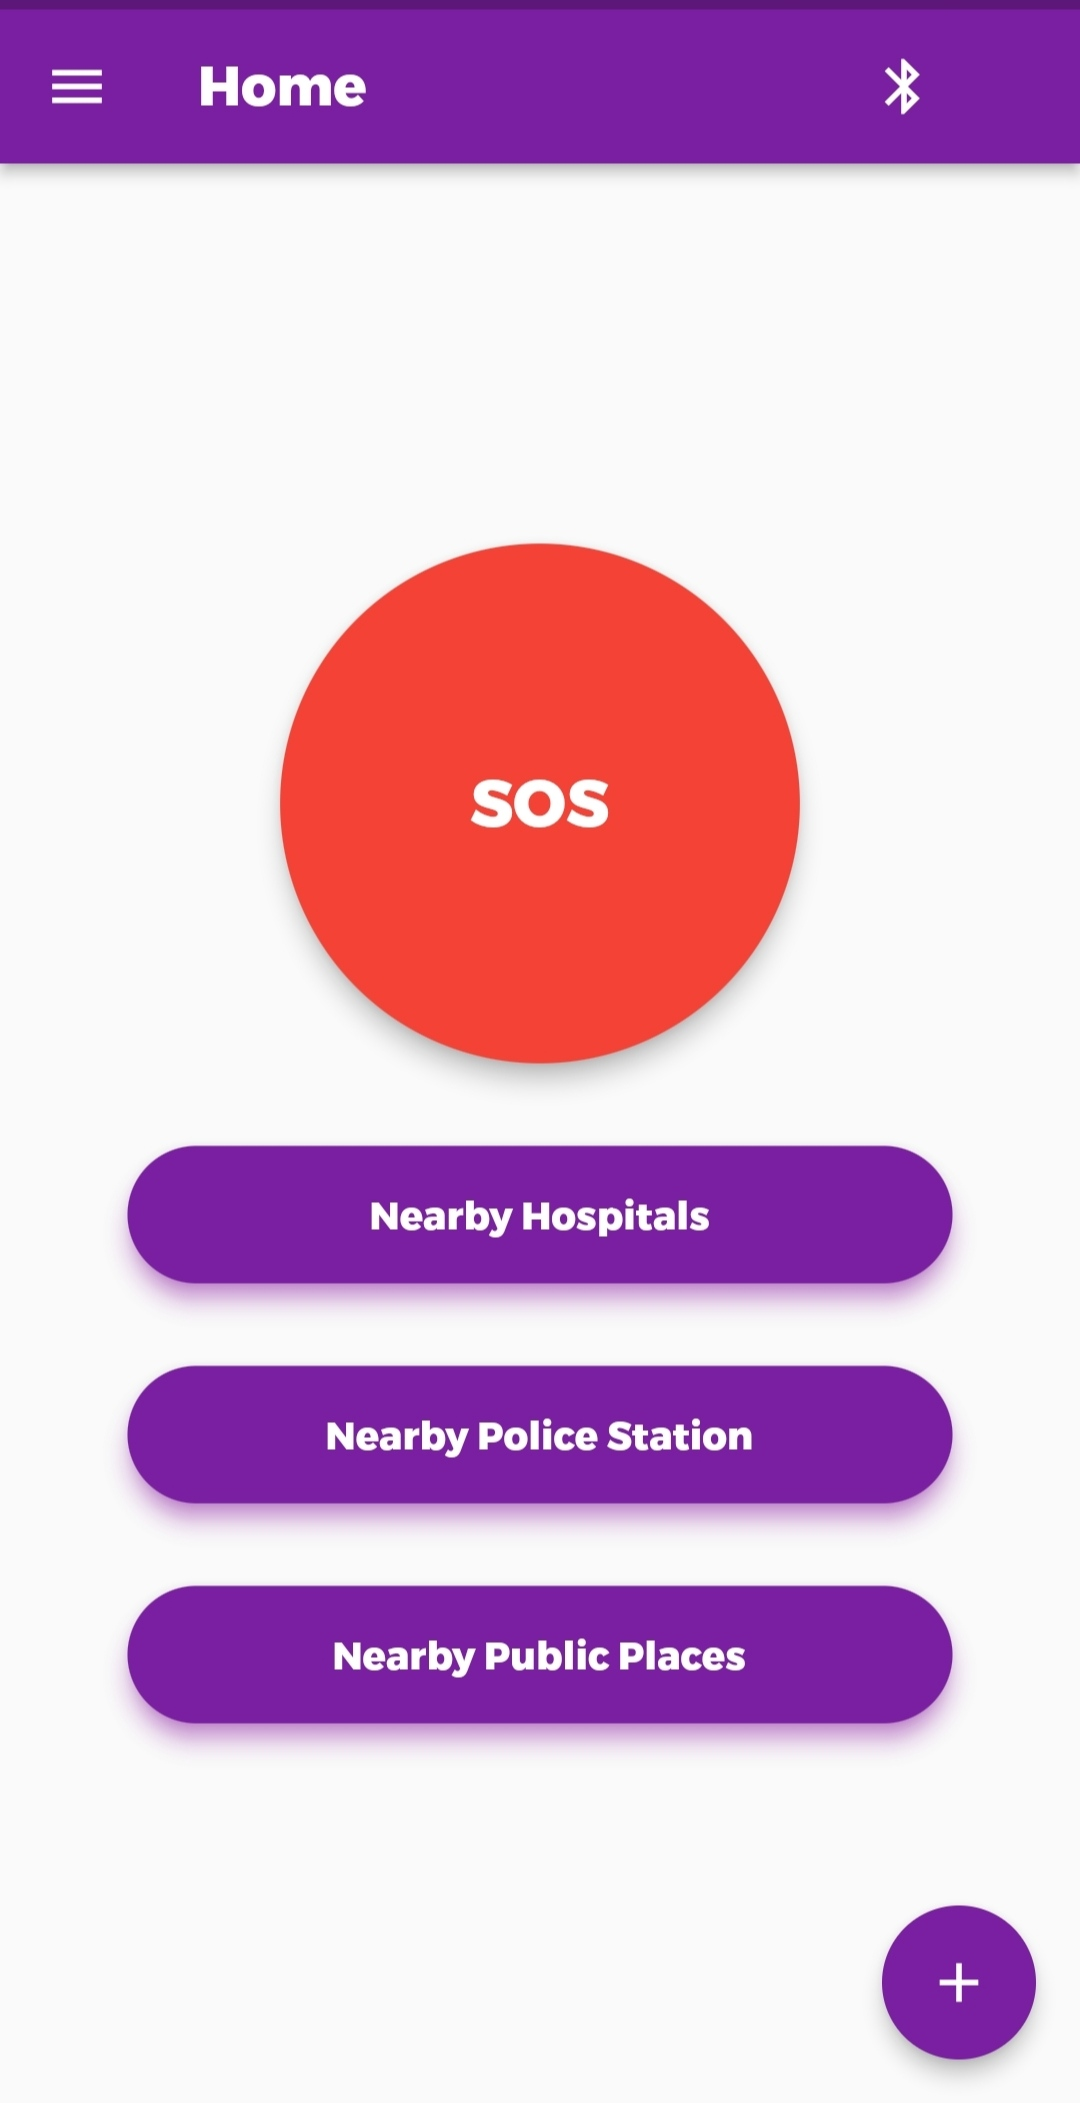 Home
SOS
Nearby Hospitals
Nearby Police Station
Nearby Public Places